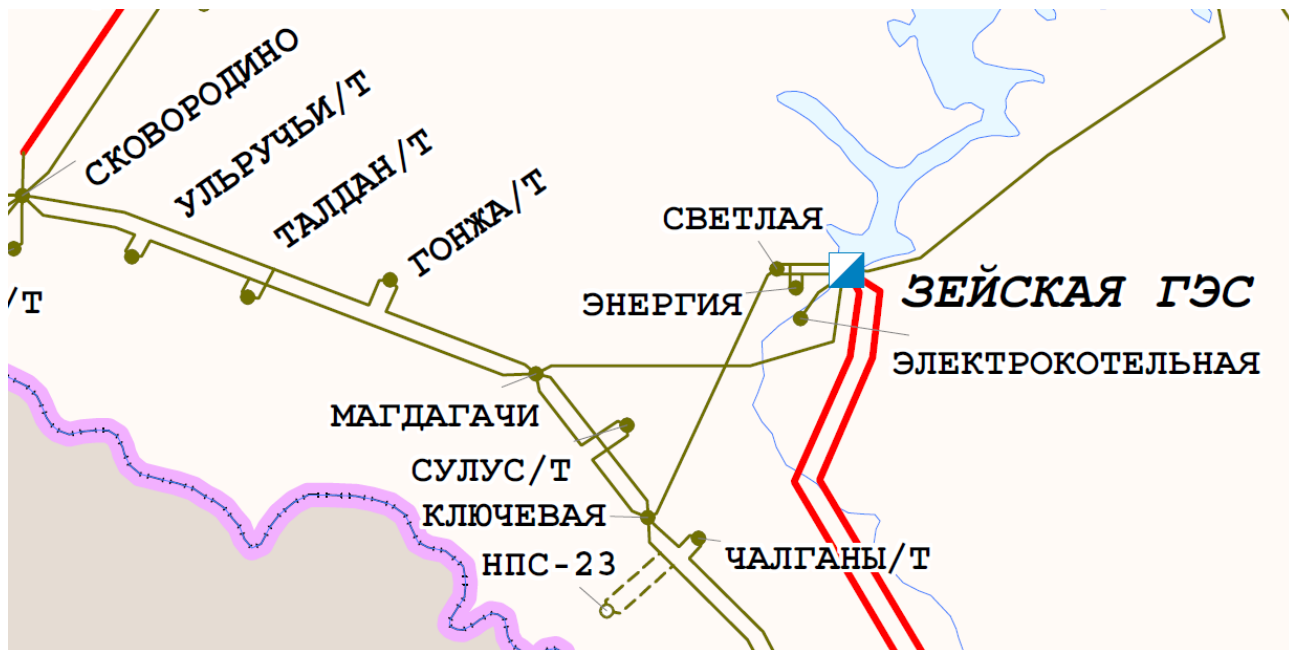 СКОВОРОДИНО
УЛЬРУЧЬИ/Т
ТАЛДАН/Т
ГОНЖА/Т
СВЕТЛАЯ
ЭНЕРГИЯ
ЗЕЙСКАЯ ГЭС
/Т
ЭЛЕКТРОКОТЕЛЬНАЯ
МАГДАГАЧИ
СУЛУС/Т
КЛЮЧЕВАЯ
НПС-23
ЧАЛГАНЫ/Т